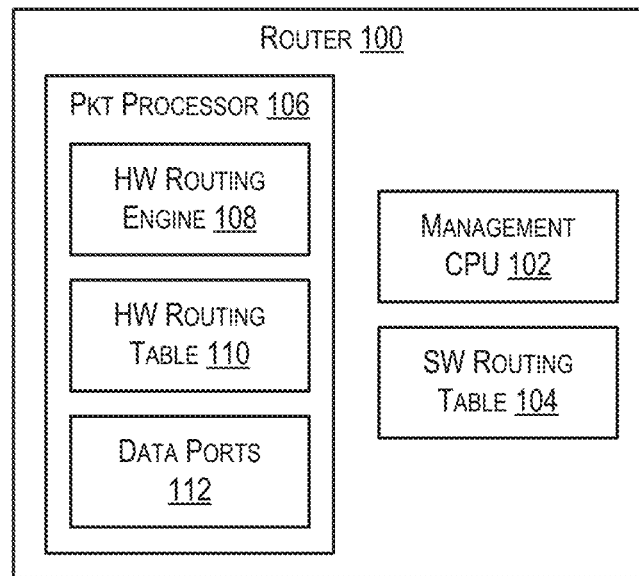 ROUTER 100
PKT PROCESSOR 106
HW ROUTING
ENGINE 108
HW ROUTING
TABLE 110
DATA PORTS
112
MANAGEMENT
CPU 102
SW ROUTING
TABLE 104